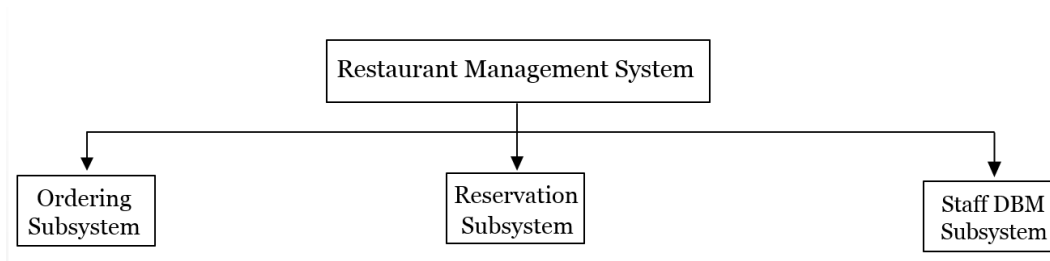 Restaurant Management System
Ordering
Subsystem
Reservation
Subsystem
Staff DBM
Subsystem